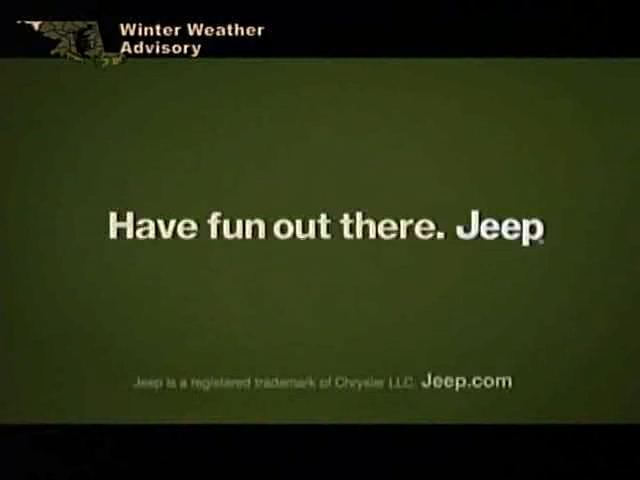 Winter Weather
Advisory
Have fun out there. Jeep
Jeep is a registered trademark of Chrysler LLC. Jeep.com